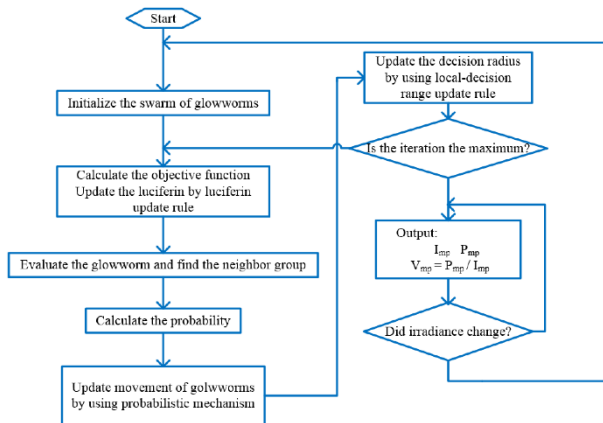 Start
Initialize the swarm of glowworms
Calculate the objective function
Update the luciferin by luciferin
update rule
Evaluate the glowworm and find the neighbor group
Calculate the probability
Update movement of golwworms
by using probabilistic mechanism
Update the decision radius
by using local-decision
range update rule
Is the iteration the maximum?
Output:
Imp Pmp
Vmp = Pmp / Imp
Did irradiance change?